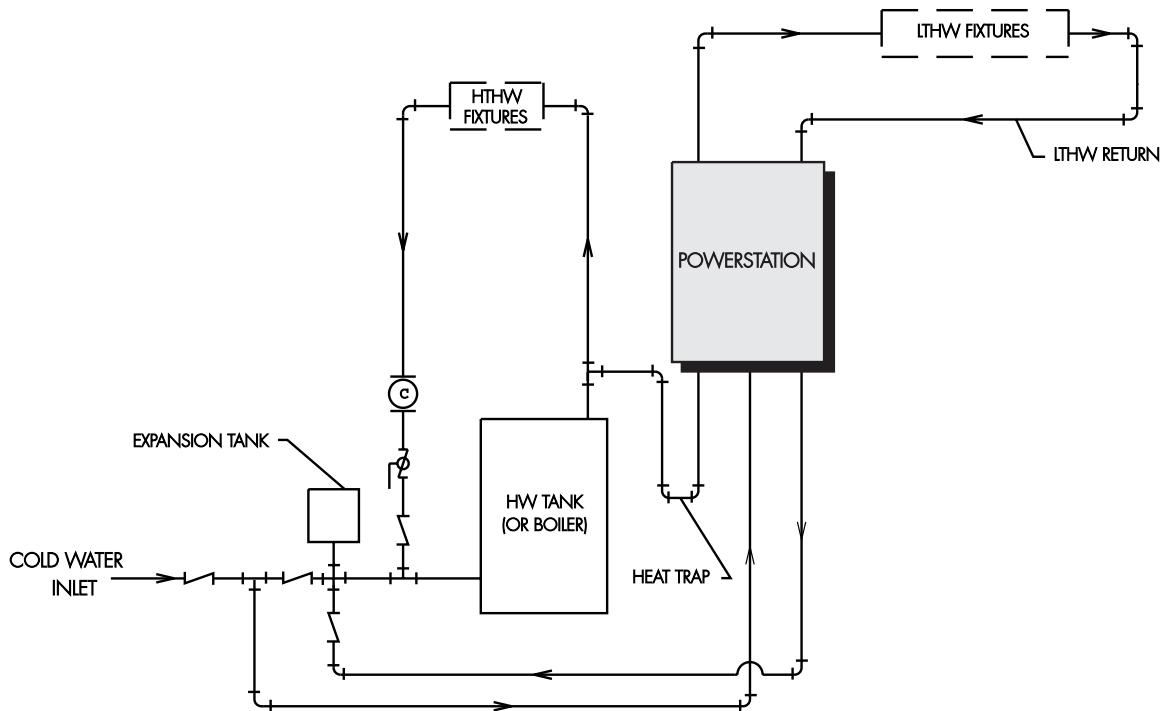 LTHW FIXTURES
HTHW
FIXTURES
LTHW RETURN
POWERSTATION
C
EXPANSION TANK
HW TANK
(OR BOILER)
COLD WATER
INLET
HEAT TRAP